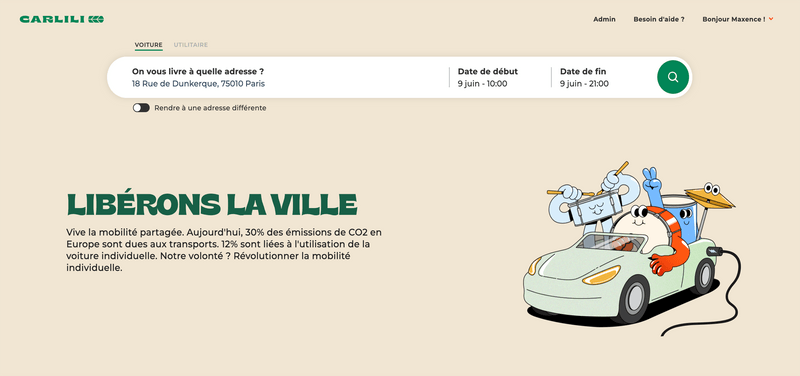 CARLILI
Admin
Besoin d'aide ?
Bonjour Maxence !
VOITURE
UTILITAIRE
On vous livre à quelle adresse ?
18 Rue de Dunkerque, 75010 Paris
Date de début
9 juin - 10:00
Date de fin
9 juin - 21:00
Rendre à une adresse différente
LIBÉRONS LA VILLE
Vive la mobilité partagée. Aujourd'hui, 30% des émissions de CO2 en
Europe sont dues aux transports. 12% sont liées à l'utilisation de la
voiture individuelle. Notre volonté ? Révolutionner la mobilité
individuelle.